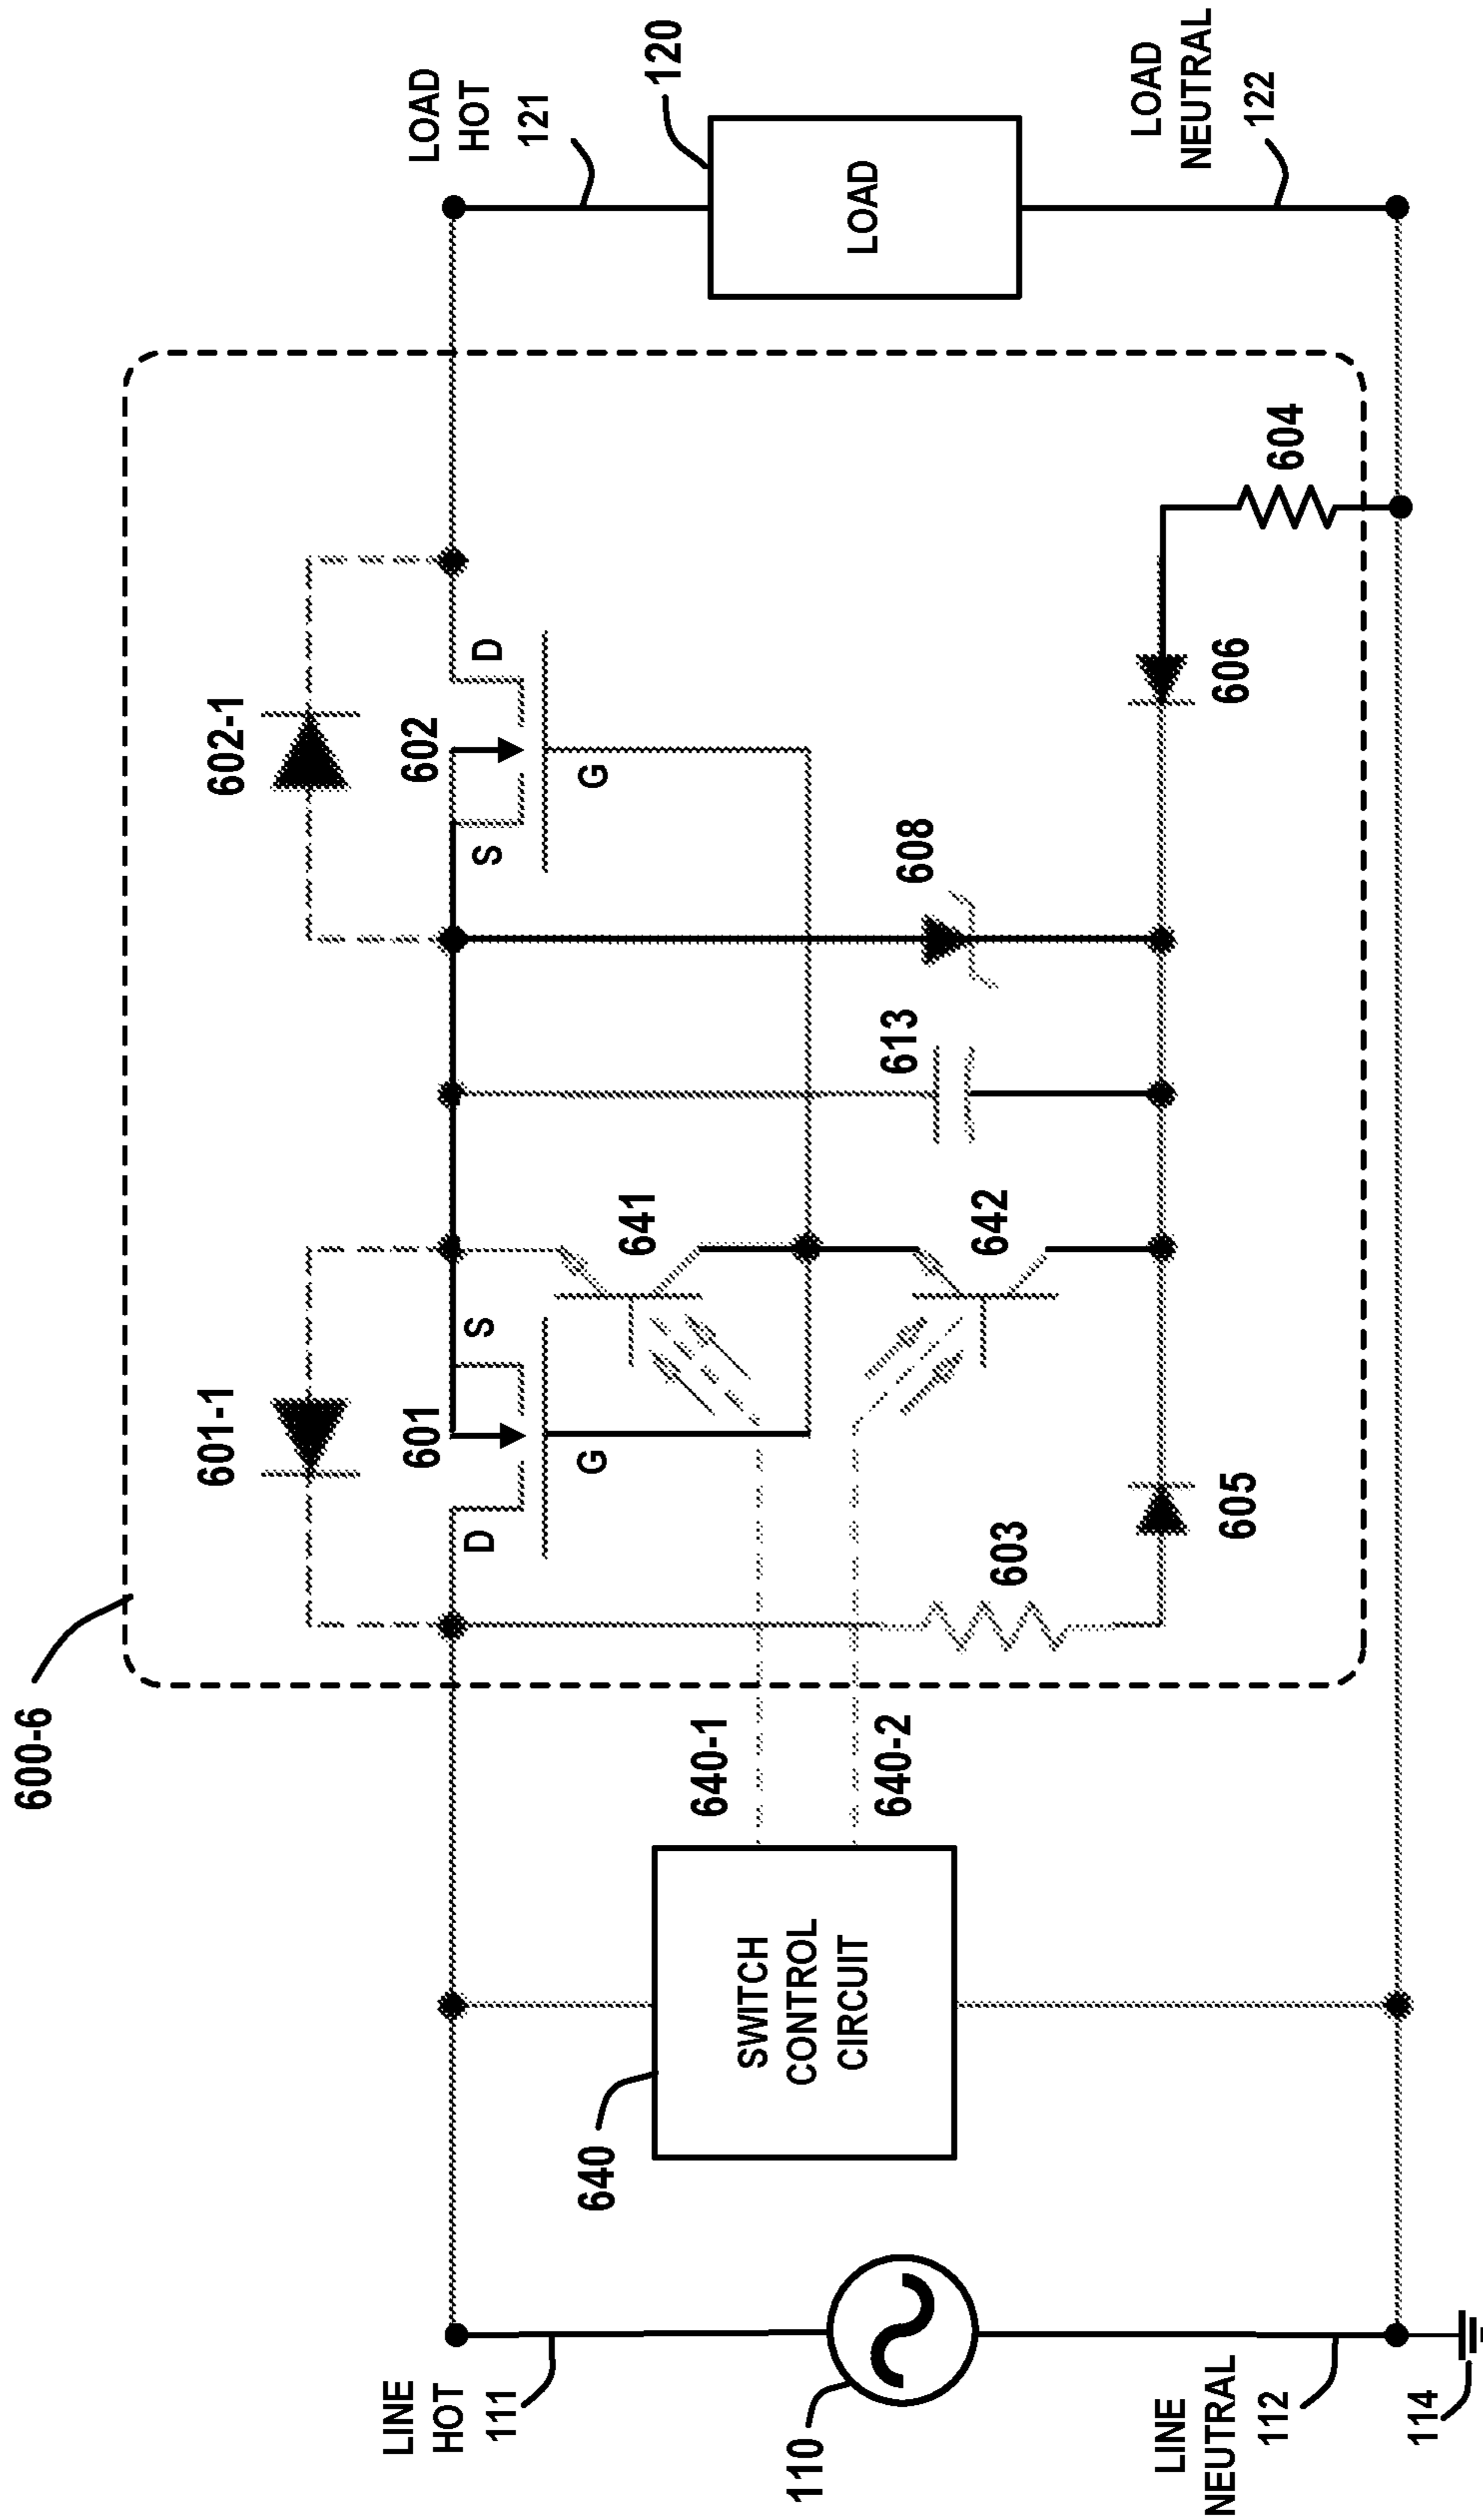 600-6
601-1
602-1
LINE
HOT
111
D
601
S
S
602
D
LOAD
HOT
121
G
G
640
SWITCH
CONTROL
CIRCUIT
640-1
640-2
641
642
613
608
120
LOAD
110
603
605
606
604
LINE
NEUTRAL
112
114
LOAD
NEUTRAL
122